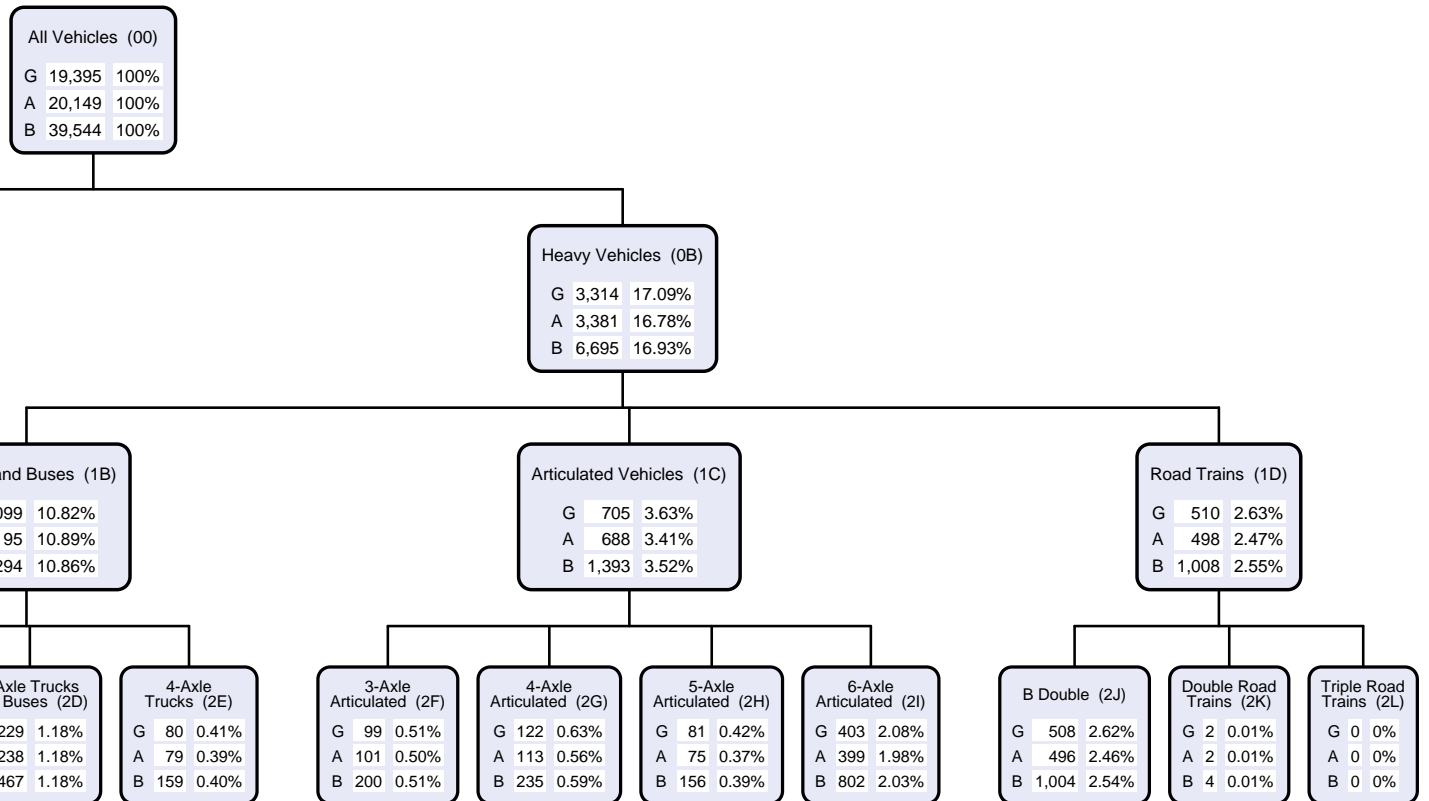 All Vehicles (00)
G 19,395 100%
A 20,149 100%
B 39,544 100%
Heavy Vehicles (0B)
G 3,314 17.09%
A 3,381 16.78%
B 6,695 16.93%
and Buses (1B)
099 10.82%
95 10.89%
294 10.86%
Articulated Vehicles (1C)
G 705 3.63%
A 688 3.41%
B 1,393 3.52%
Road Trains (1D)
G 510 2.63%
A 498 2.47%
B 1,008 2.55%
Axle Trucks
Buses (2D)
229 1.18%
238 1.18%
467 1.18%
4-Axle
Trucks (2E)
G 80 0.41%
A 79 0.39%
B 159 0.40%
3-Axle
Articulated (2F)
G 99 0.51%
A 101 0.50%
B 200 0.51%
4-Axle
Articulated (2G)
G 122 0.63%
A 113 0.56%
B 235 0.59%
5-Axle
Articulated (2H)
G 81 0.42%
A 75 0.37%
B 156 0.39%
6-Axle
Articulated (2I)
G 403 2.08%
A 399 1.98%
B 802 2.03%
B Double (2J)
G 508 2.62%
A 496 2.46%
B 1,004 2.54%
Double Road
Trains (2K)
G 2 0.01%
A 2 0.01%
B 4 0.01%
Triple Road
Trains (2L)
G 0 0%
A 0 0%
B 0 0%